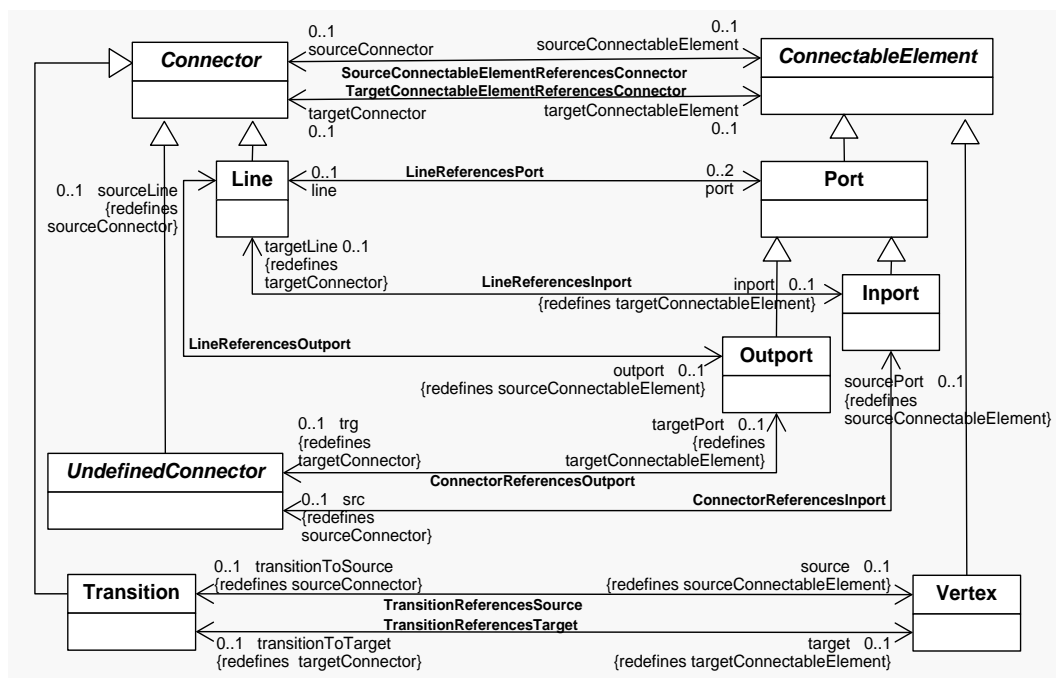 0..1
sourceConnector
0..1
sourceConnectableElement
Connector
ConnectableElement
SourceConnectableElementReferencesConnector
TargetConnectableElementReferencesConnector
targetConnector
0..1
targetConnectableElement
0..1
0..1 sourceLine
{redefines
sourceConnector}
Line
0..1
line
LineReferencesPort
0..2
port
Port
targetLine 0..1
{redefines
targetConnector}
LineReferencesInport
inport 0..1
{redefines targetConnectableElement}
Inport
LineReferencesOutport
outport 0..1
{redefines sourceConnectableElement}
Outport
sourcePort 0..1
{redefines
sourceConnectableElement}
0..1 trg
{redefines
targetConnector}
targetPort 0..1
{redefines
targetConnectableElement}
UndefinedConnector
ConnectorReferencesOutport
0..1 src
{redefines
sourceConnector}
ConnectorReferencesInport
Transition
0..1 transitionToSource
{redefines sourceConnector}
source 0..1
{redefines sourceConnectableElement}
Vertex
TransitionReferencesSource
TransitionReferencesTarget
0..1 transitionToTarget
{redefines targetConnector}
target 0..1
{redefines targetConnectableElement}